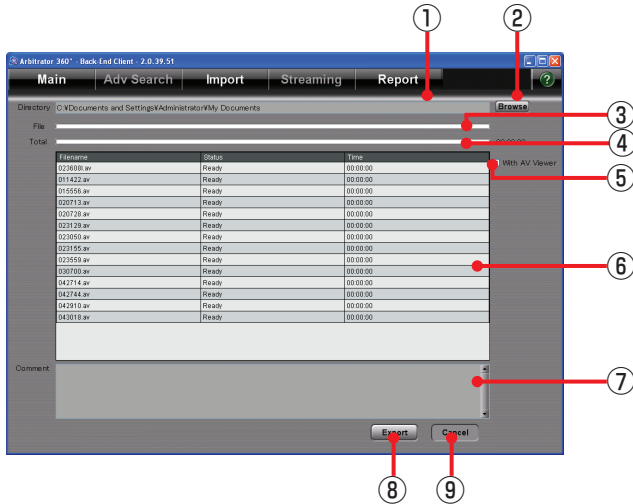 ① ②
Arbitrator 360° - Back-End Client - 2.0.39.51
Main Adv Search Import Streaming Report ?
Directory C:¥Documents and Settings¥Administrator¥My Documents Browse
File ③
Total 00:00:00 ④
With AV Viewer ⑤
Filename Status Time
023608l.av Ready 00:00:00
011422.av Ready 00:00:00
015556.av Ready 00:00:00
020713.av Ready 00:00:00
020728.av Ready 00:00:00
023129.av Ready 00:00:00
023050.av Ready 00:00:00
023155.av Ready 00:00:00
023559.av Ready 00:00:00 ⑥
030700.av Ready 00:00:00
042714.av Ready 00:00:00
042744.av Ready 00:00:00
042910.av Ready 00:00:00
043018.av Ready 00:00:00
Comment ⑦
Export Cancel
⑧ ⑨